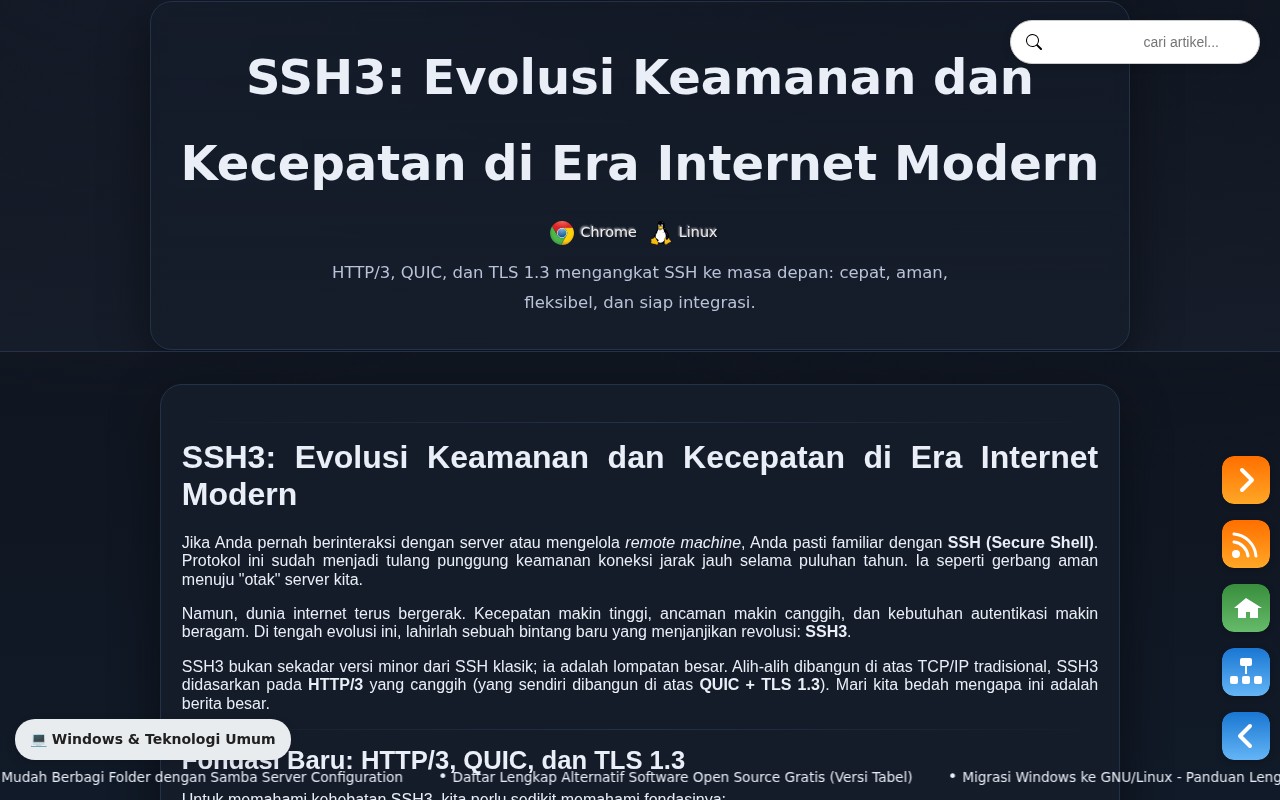 cari artikel...
SSH3: Evolusi Keamanan dan
Kecepatan di Era Internet Modern
Chrome Linux
HTTP/3, QUIC, dan TLS 1.3 mengangkat SSH ke masa depan: cepat, aman,
fleksibel, dan siap integrasi.
SSH3: Evolusi Keamanan dan Kecepatan di Era Internet
Modern
Jika Anda pernah berinteraksi dengan server atau mengelola remote machine, Anda pasti familiar dengan SSH (Secure Shell).
Protokol ini sudah menjadi tulang punggung keamanan koneksi jarak jauh selama puluhan tahun. Ia seperti gerbang aman
menuju "otak" server kita.
Namun, dunia internet terus bergerak. Kecepatan makin tinggi, ancaman makin canggih, dan kebutuhan autentikasi makin
beragam. Di tengah evolusi ini, lahirlah sebuah bintang baru yang menjanjikan revolusi: SSH3.
SSH3 bukan sekadar versi minor dari SSH klasik; ia adalah lompatan besar. Alih-alih dibangun di atas TCP/IP tradisional, SSH3
didasarkan pada HTTP/3 yang canggih (yang sendiri dibangun di atas QUIC + TLS 1.3). Mari kita bedah mengapa ini adalah
berita besar.
💻 Windows & Teknologi Umum
Fondasi Baru: HTTP/3, QUIC, dan TLS 1.3
Mudah Berbagi Folder dengan Samba Server Configuration • Daftar Lengkap Alternatif Software Open Source Gratis (Versi Tabel) • Migrasi Windows ke GNU/Linux - Panduan Leng
Untuk memahami kehebatan SSH3, kita perlu sedikit memahami fondasinya: